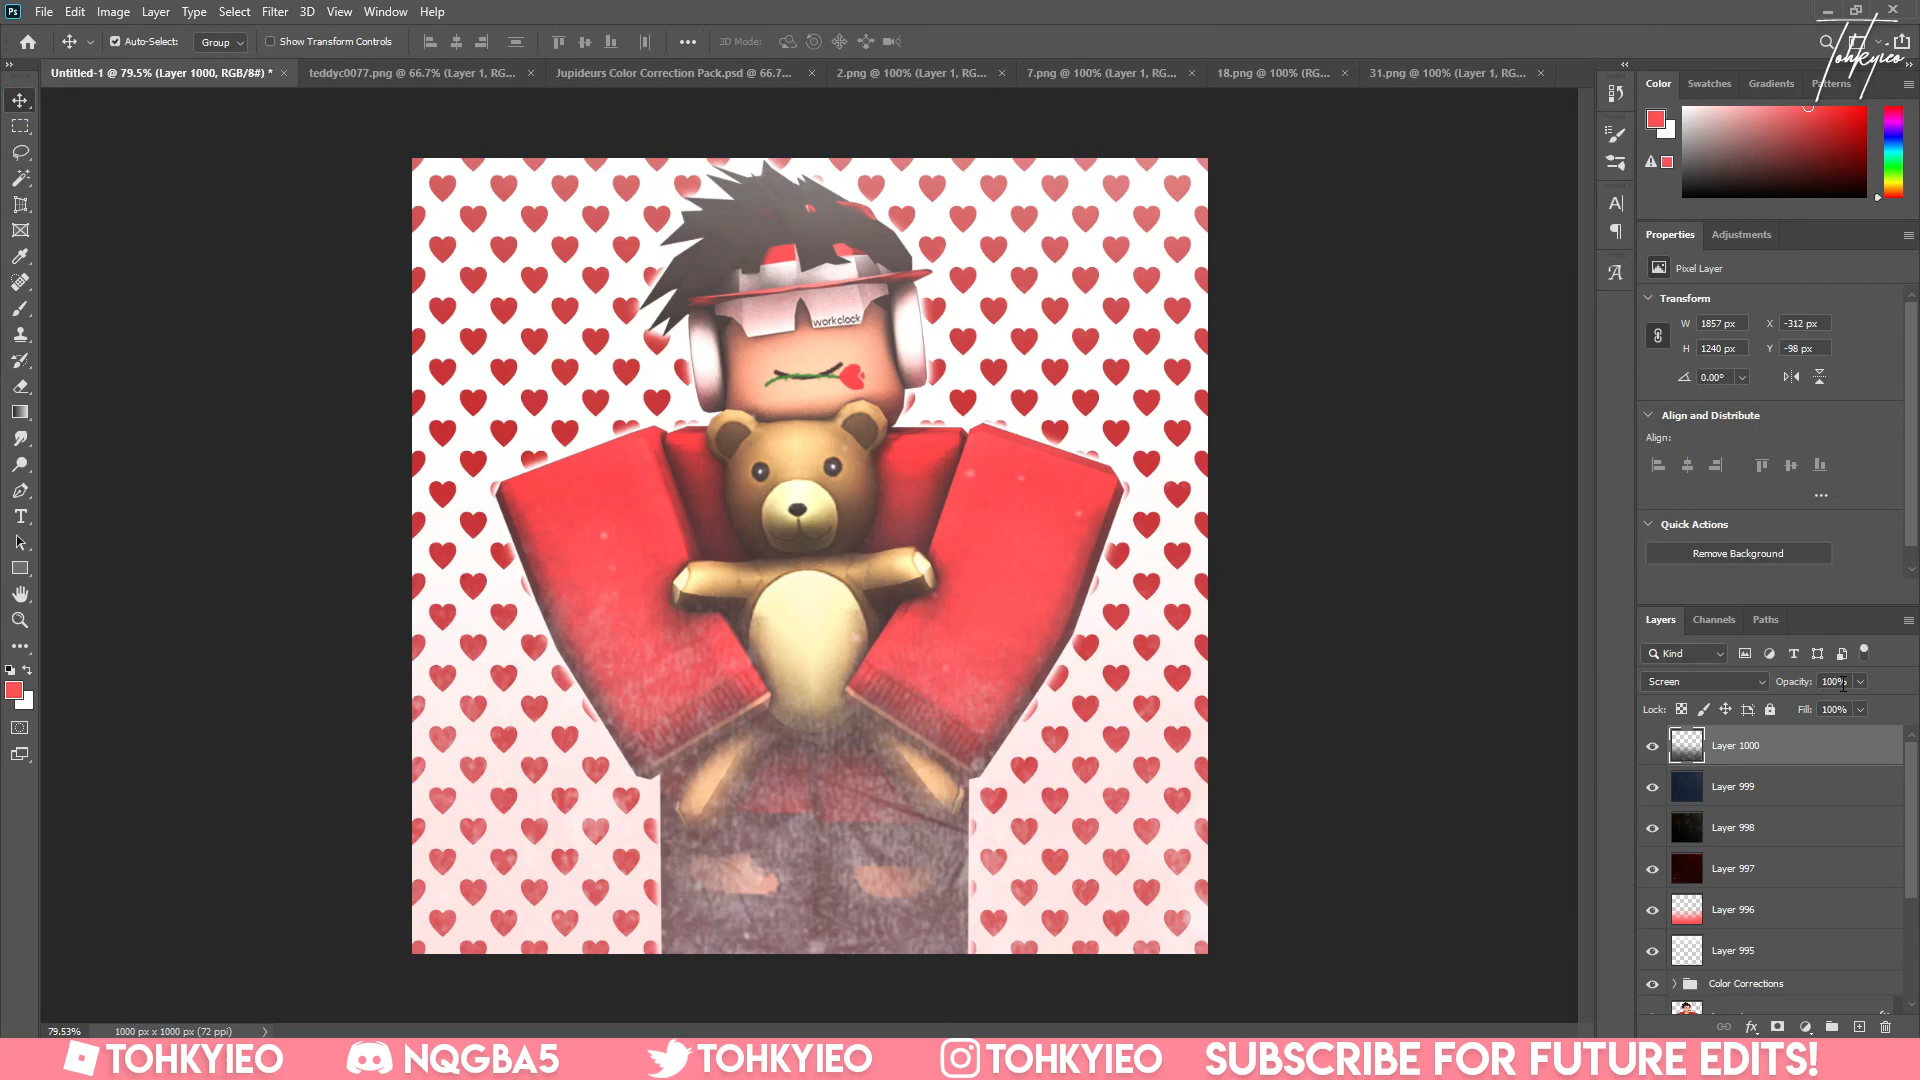 Ps File Edit Image Layer Type Select Filter 3D View Window Help
Auto-Select: Group Show Transform Controls 3D Mode:
Tohkyieo
Untitled-1 @ 79.5% (Layer 1000, RGB/8#) * teddyc0077.png @ 66.7% (Layer 1, RG... Jupideurs Color Correction Pack.psd @ 66.7... 2.png @ 100% (Layer 1, RG... 7.png @ 100% (Layer 1, RG... 18.png @ 100% (RG... 31.png @ 100% (Layer 1, RG...
Color Swatches Gradients Patterns
Properties Adjustments
Pixel Layer
Transform
W 1857 px X -312 px
H 1240 px Y -98 px
0.00°
Align and Distribute
Align:
Quick Actions
Remove Background
workclock
Layers Channels Paths
Kind
Screen Opacity: 100%
Lock: Fill: 100%
Layer 1000
Layer 999
Layer 998
Layer 997
Layer 996
Layer 995
Color Corrections
79.53% 1000 px x 1000 px (72 ppi)
TOHKYIEO NQGBA5 TOHKYIEO TOHKYIEO SUBSCRIBE FOR FUTURE EDITS!